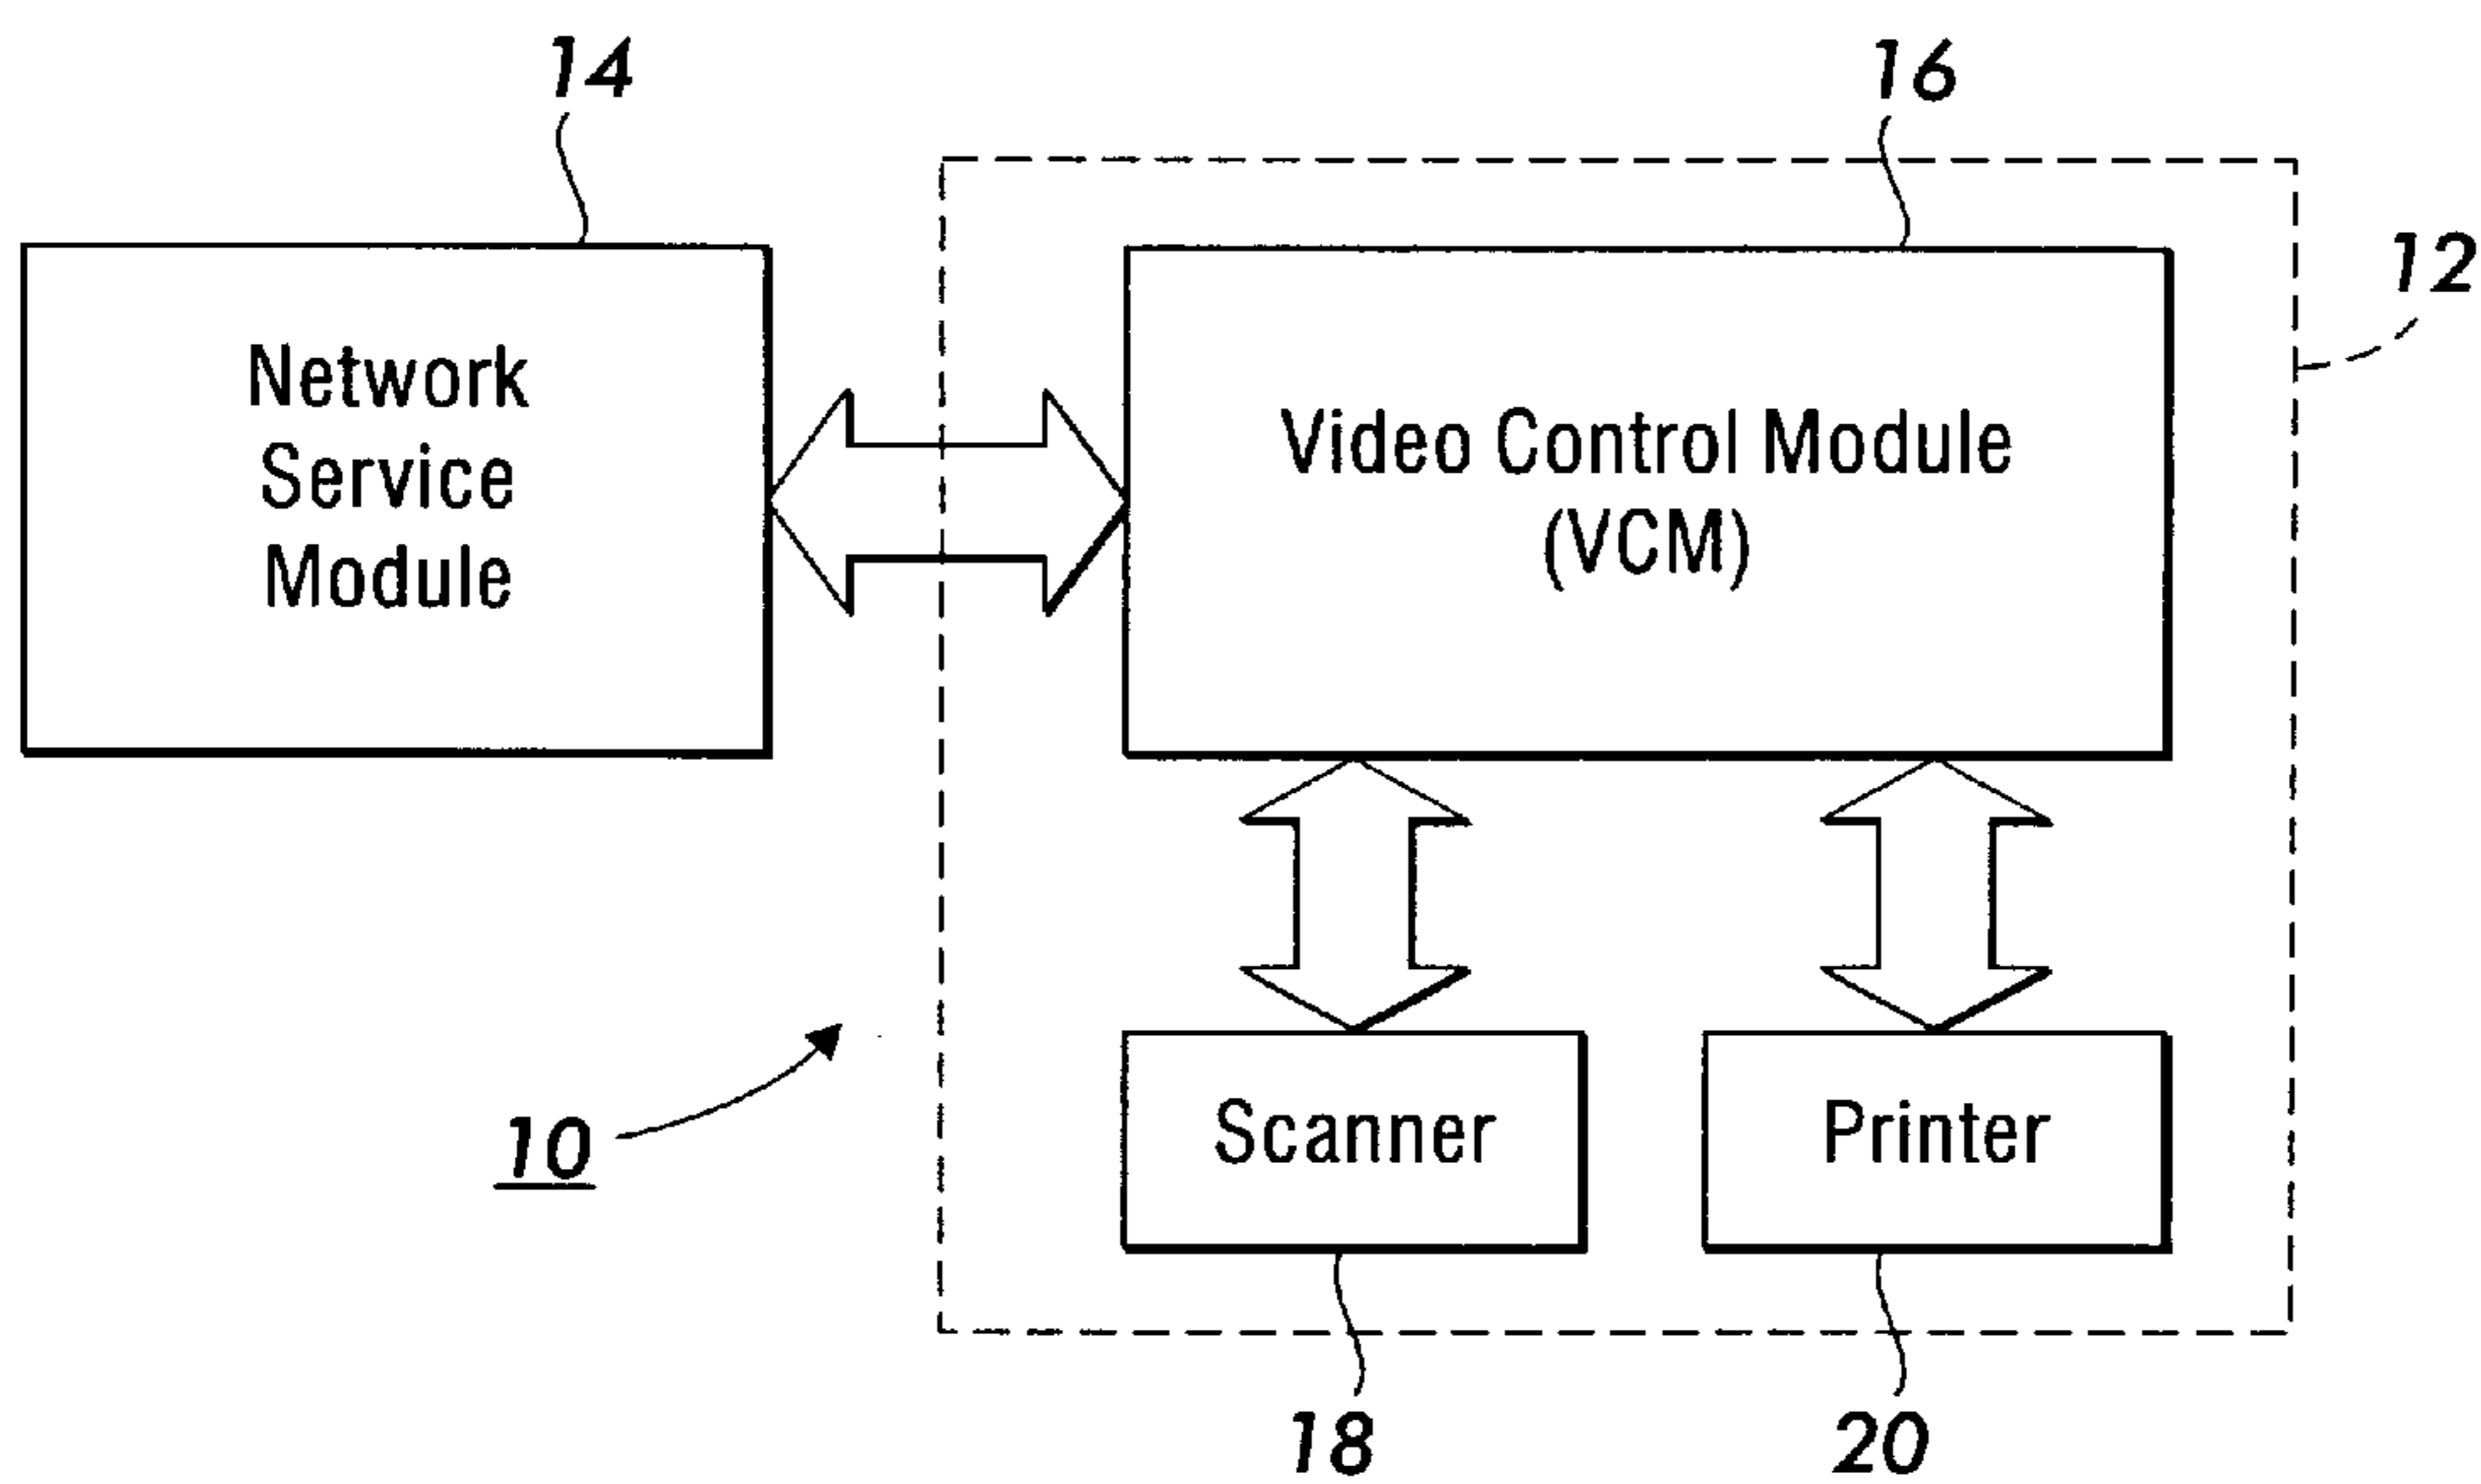 14
16
12
Network
Service
Module
Video Control Module
(VCM)
10
Scanner
Printer
18
20